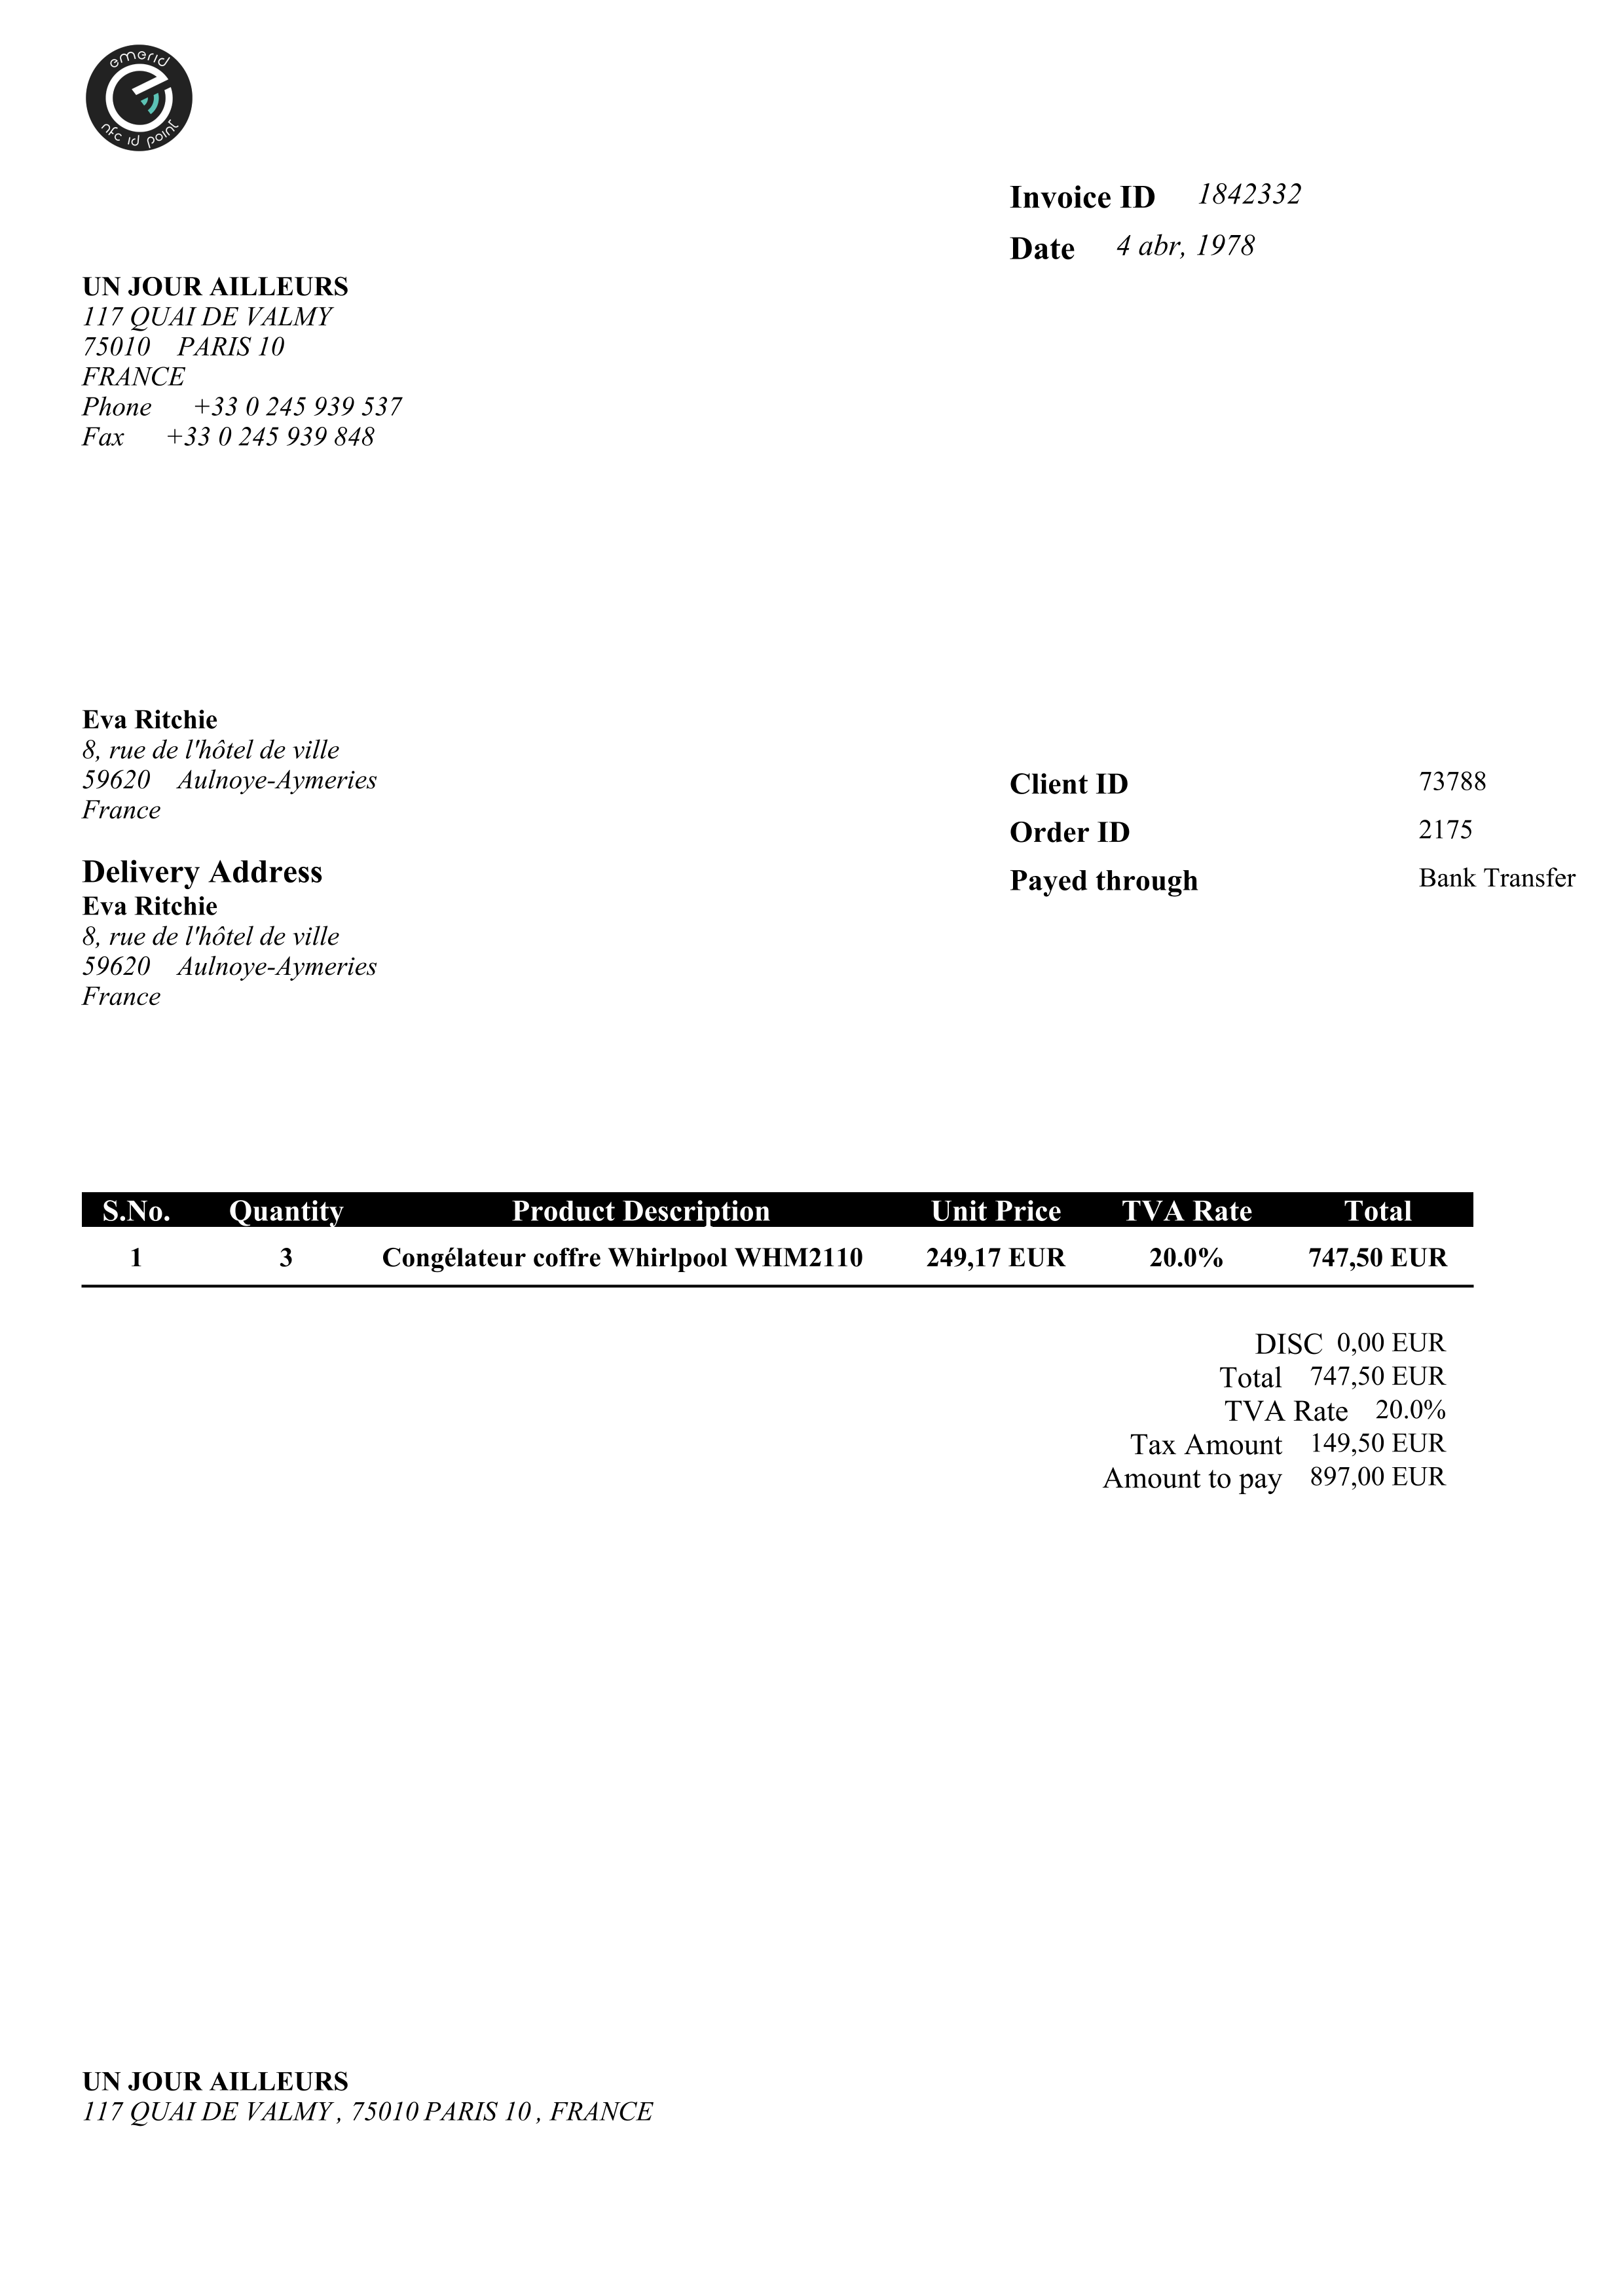 emerid
nfc id point
Invoice ID 1842332
Date 4 abr, 1978
UN JOUR AILLEURS
117 QUAI DE VALMY
75010 PARIS 10
FRANCE
Phone +33 0 245 939 537
Fax +33 0 245 939 848
Eva Ritchie
8, rue de l'hôtel de ville
59620 Aulnoye-Aymeries
France
Client ID 73788
Order ID 2175
Payed through Bank Transfer
Delivery Address
Eva Ritchie
8, rue de l'hôtel de ville
59620 Aulnoye-Aymeries
France
S.No. Quantity Product Description Unit Price TVA Rate Total
1 3 Congélateur coffre Whirlpool WHM2110 249,17 EUR 20.0% 747,50 EUR
DISC 0,00 EUR
Total 747,50 EUR
TVA Rate 20.0%
Tax Amount 149,50 EUR
Amount to pay 897,00 EUR
UN JOUR AILLEURS
117 QUAI DE VALMY , 75010 PARIS 10 , FRANCE